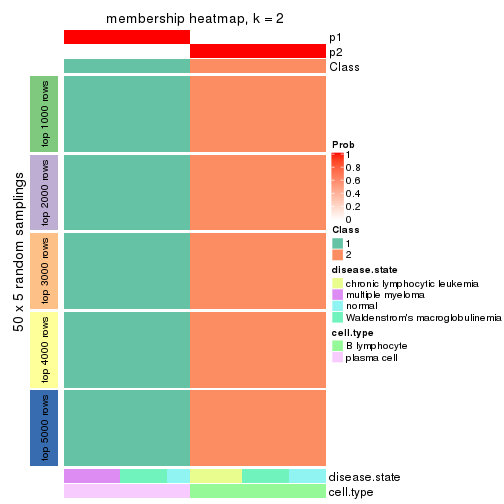 membership heatmap, k = 2
p1
p2
Class
50 x 5 random samplings
top 1000 rows
top 2000 rows
top 3000 rows
top 4000 rows
top 5000 rows
Prob
1
0.8
0.6
0.4
0.2
0
Class
1
2
disease.state
chronic lymphocytic leukemia
multiple myeloma
normal
Waldenstrom's macroglobulinemia
cell.type
B lymphocyte
plasma cell
disease.state
cell.type